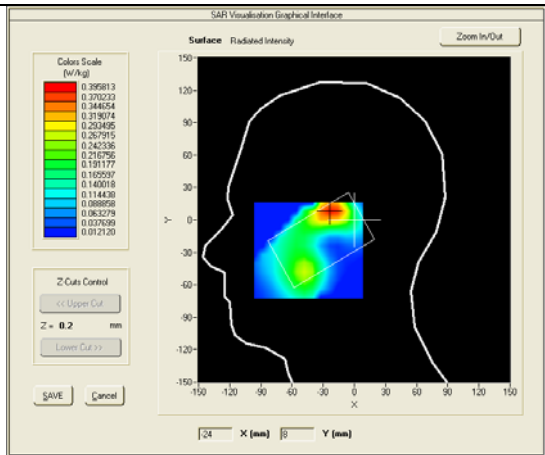 SAR Visualisation Graphical Interface
Surface Radiated Intensity
Zoom In/Out
Colors Scale
(W/kg)
0.395813
0.370233
0.344654
0.319074
0.293495
0.267915
0.242336
0.216756
0.191177
0.165597
0.140018
0.114438
0.088858
0.063279
0.037699
0.012120
Z Cuts Control
<< Upper Cut
Z = 0.2 mm
Lower Cut >>
SAVE Cancel
150-
120-
90-
60-
30-
0-
-30-
-60-
-90-
-120-
-150-
Y
-150 -120 -90 -60 -30 0 30 60 90 120 150
X
-24 X (mm) 8 Y (mm)